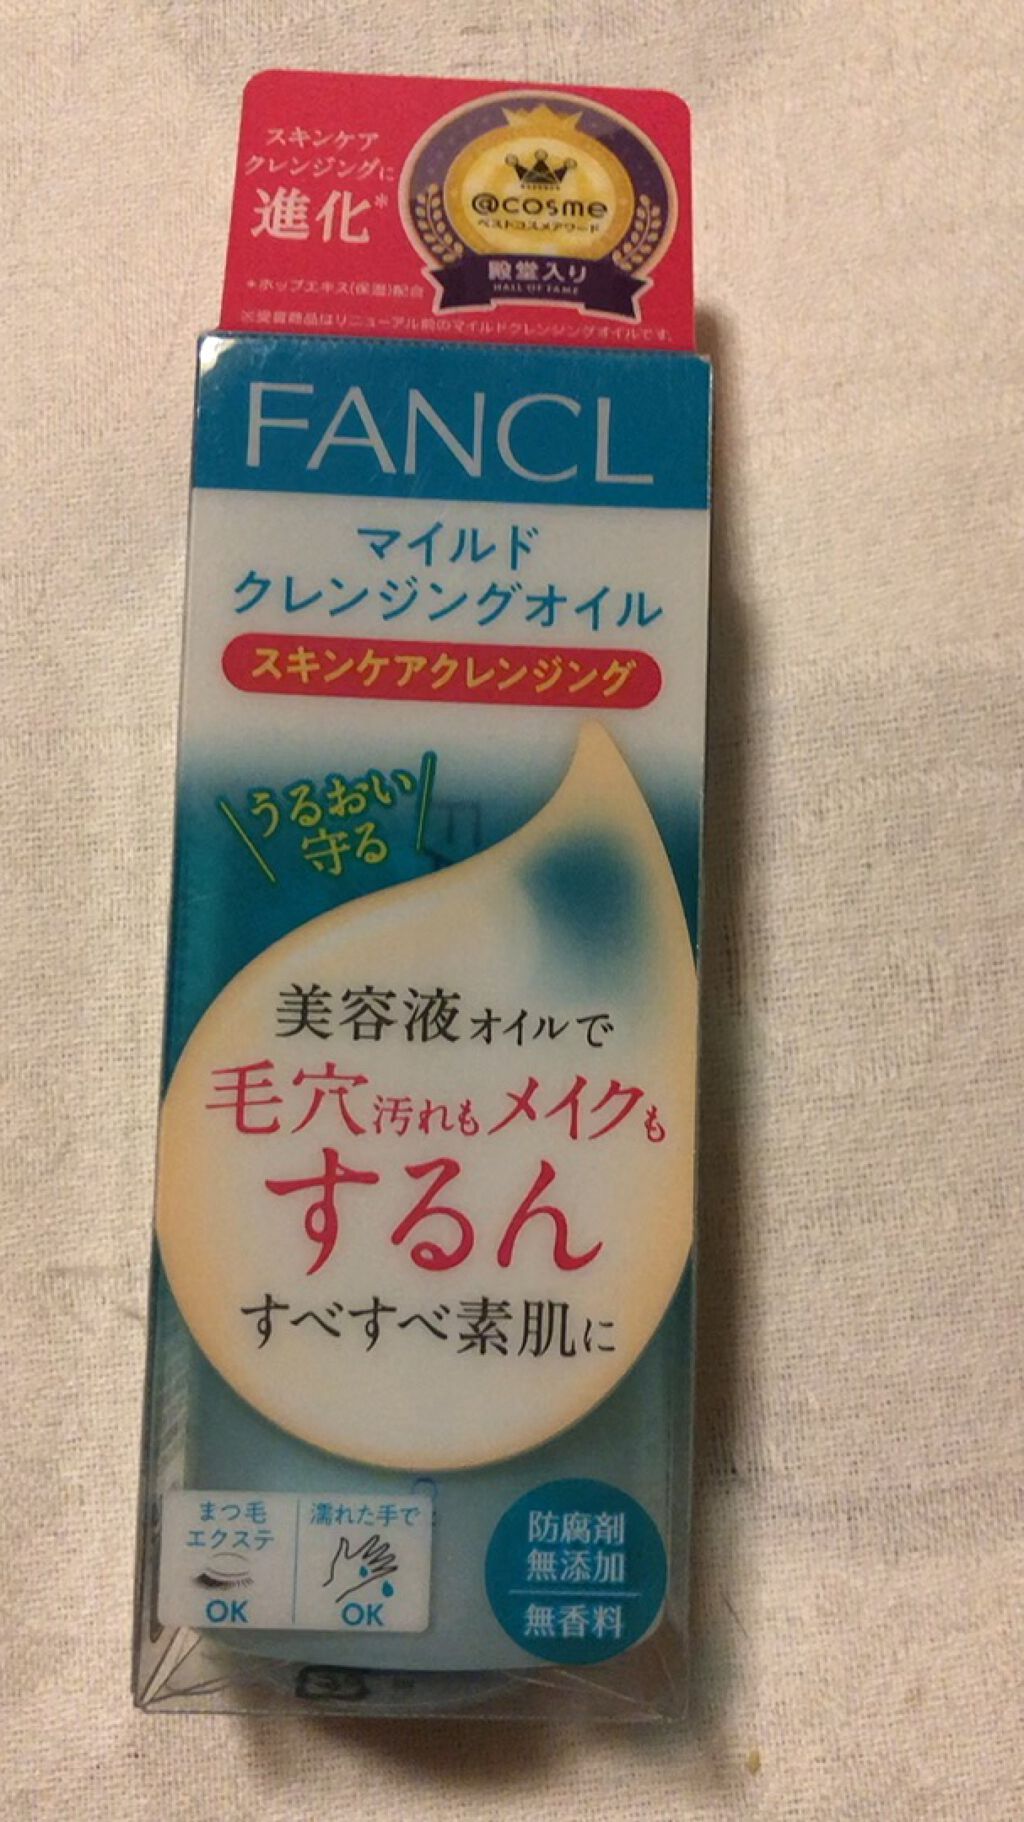 スキンケア
クレンジングに
進化*
*ホップエキス(保湿)配合
※受賞商品はリニューアル前のマイルドクレンジングオイルです。
@cosme
ベストコスメアワード
殿堂入り
HALL OF FAME
FANCL
マイルド
クレンジングオイル
スキンケアクレンジング
うるおい
守る
美容液オイルで
毛穴汚れもメイクも
するん
すべすべ素肌に
まつ毛
エクステ
OK
濡れた手で
OK
防腐剤
無添加
無香料